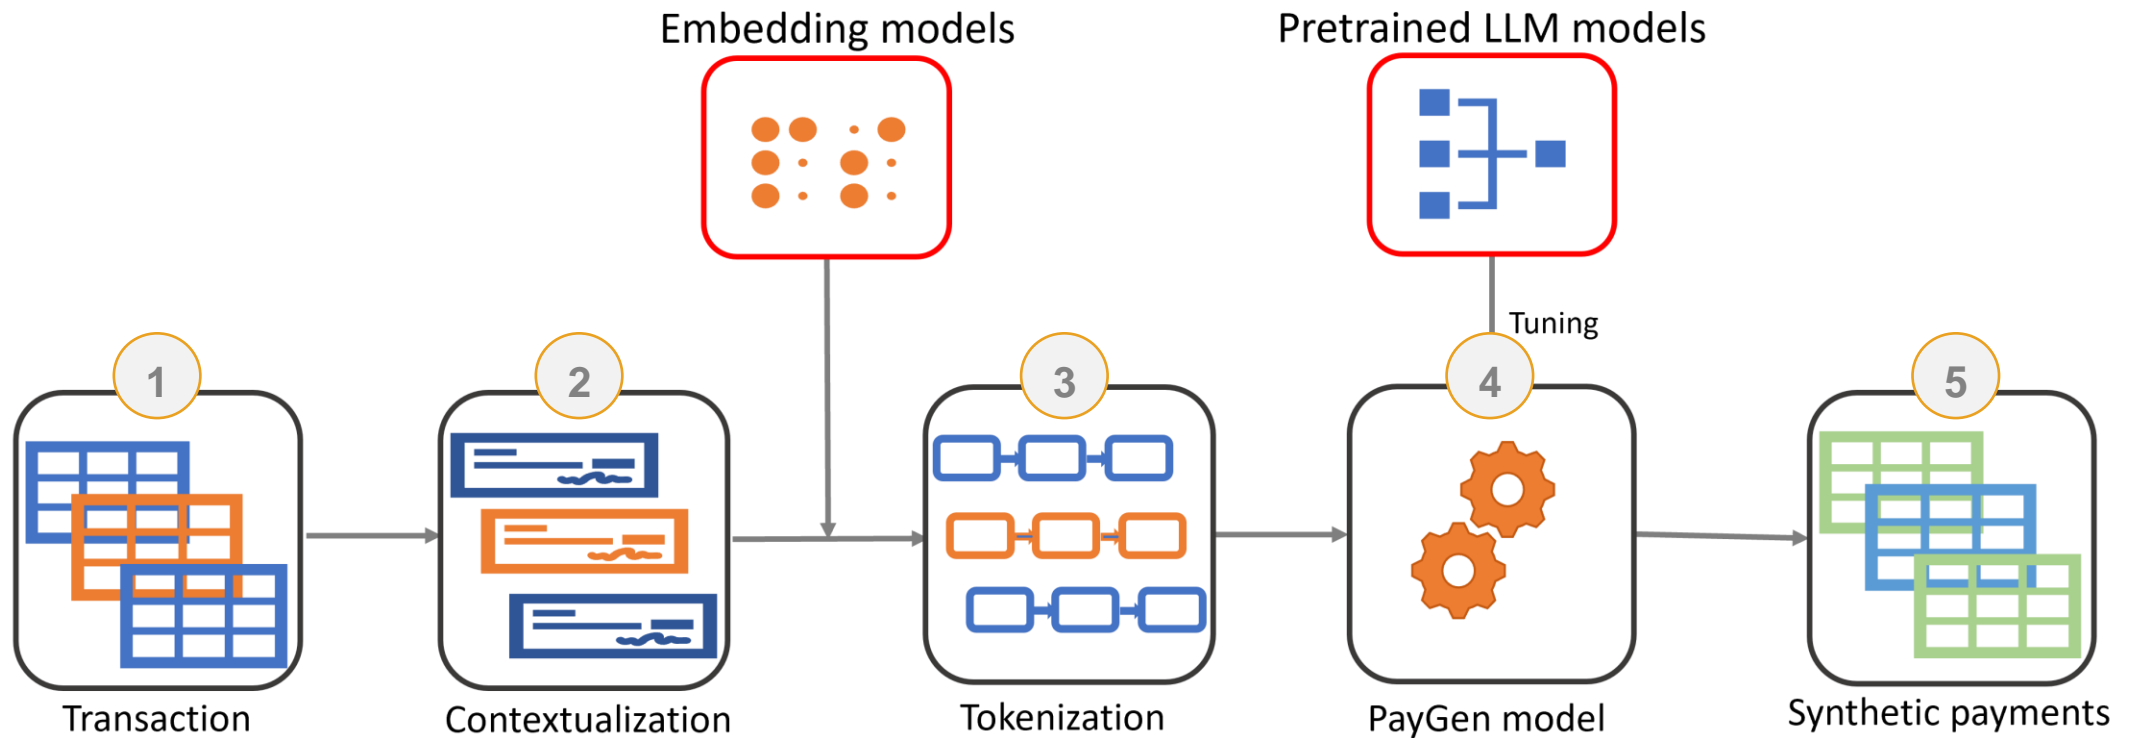 Embedding models
Pretrained LLM models
Tuning
1
2
3
4
5
Transaction
Contextualization
Tokenization
PayGen model
Synthetic payments